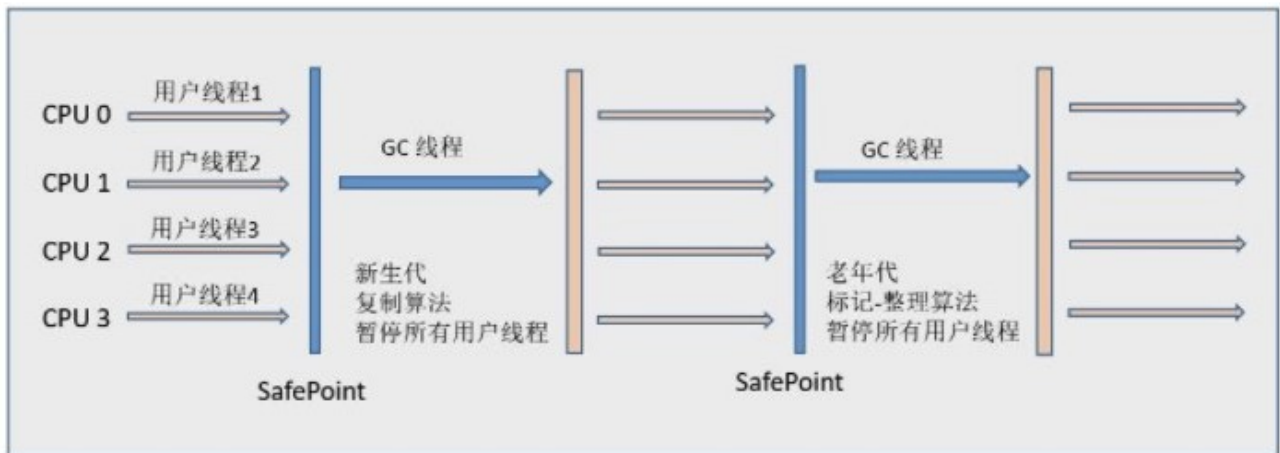 CPU 0
用户线程1
CPU 1
用户线程2
CPU 2
用户线程3
CPU 3
用户线程4
SafePoint
GC 线程
新生代
复制算法
暂停所有用户线程
SafePoint
GC 线程
老年代
标记-整理算法
暂停所有用户线程